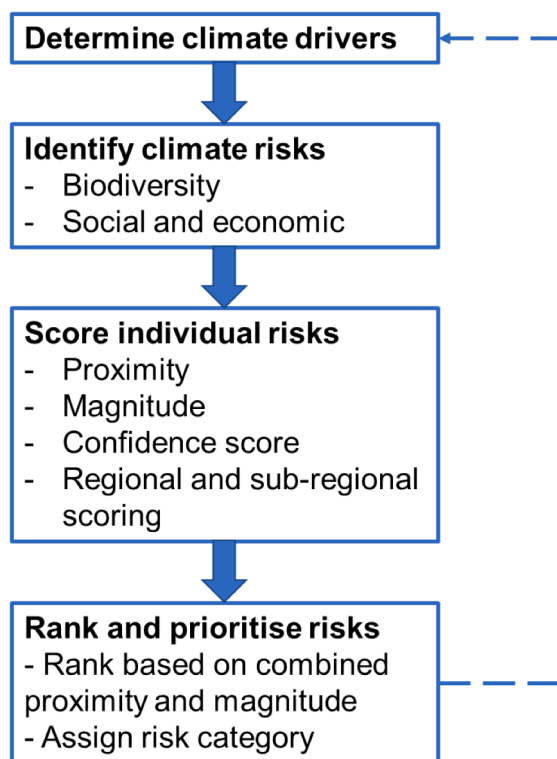 Determine climate drivers
Identify climate risks
- Biodiversity
- Social and economic
Score individual risks
- Proximity
- Magnitude
- Confidence score
- Regional and sub-regional
scoring
Rank and prioritise risks
- Rank based on combined
proximity and magnitude
- Assign risk category